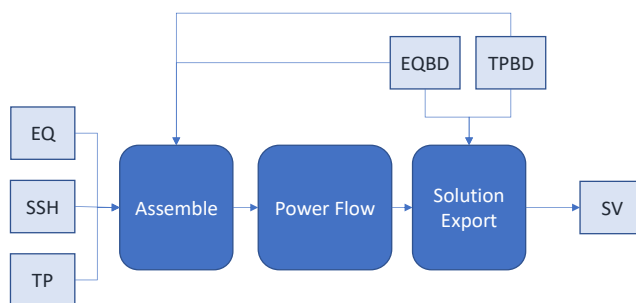 EQBD
TPBD
EQ
SSH
TP
Assemble
Power Flow
Solution
Export
SV